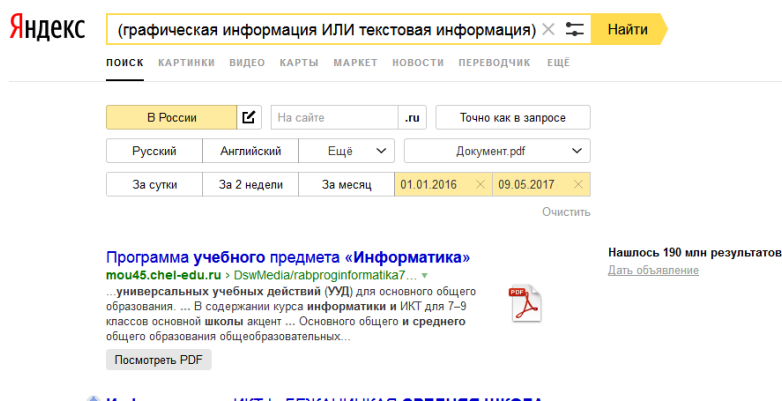 Яндекс
(графическая информация ИЛИ текстовая информация)
Найти
ПОИСК КАРТИНКИ ВИДЕО КАРТЫ МАРКЕТ НОВОСТИ ПЕРЕВОДЧИК ЕЩЁ
В России На сайте .ru Точно как в запросе
Русский Английский Ещё Документ.pdf
За сутки За 2 недели За месяц 01.01.2016 09.05.2017
Очистить
Программа учебного предмета «Информатика»
mou45.chel-edu.ru › DswMedia/rabproginformatika7...
...универсальных учебных действий (УУД) для основного общего
образования. ... В содержании курса информатики и ИКТ для 7–9
классов основной школы акцент ... Основного общего и среднего
общего образования общеобразовательных...
PDF
Посмотреть PDF
Нашлось 190 млн результатов
Дать объявление